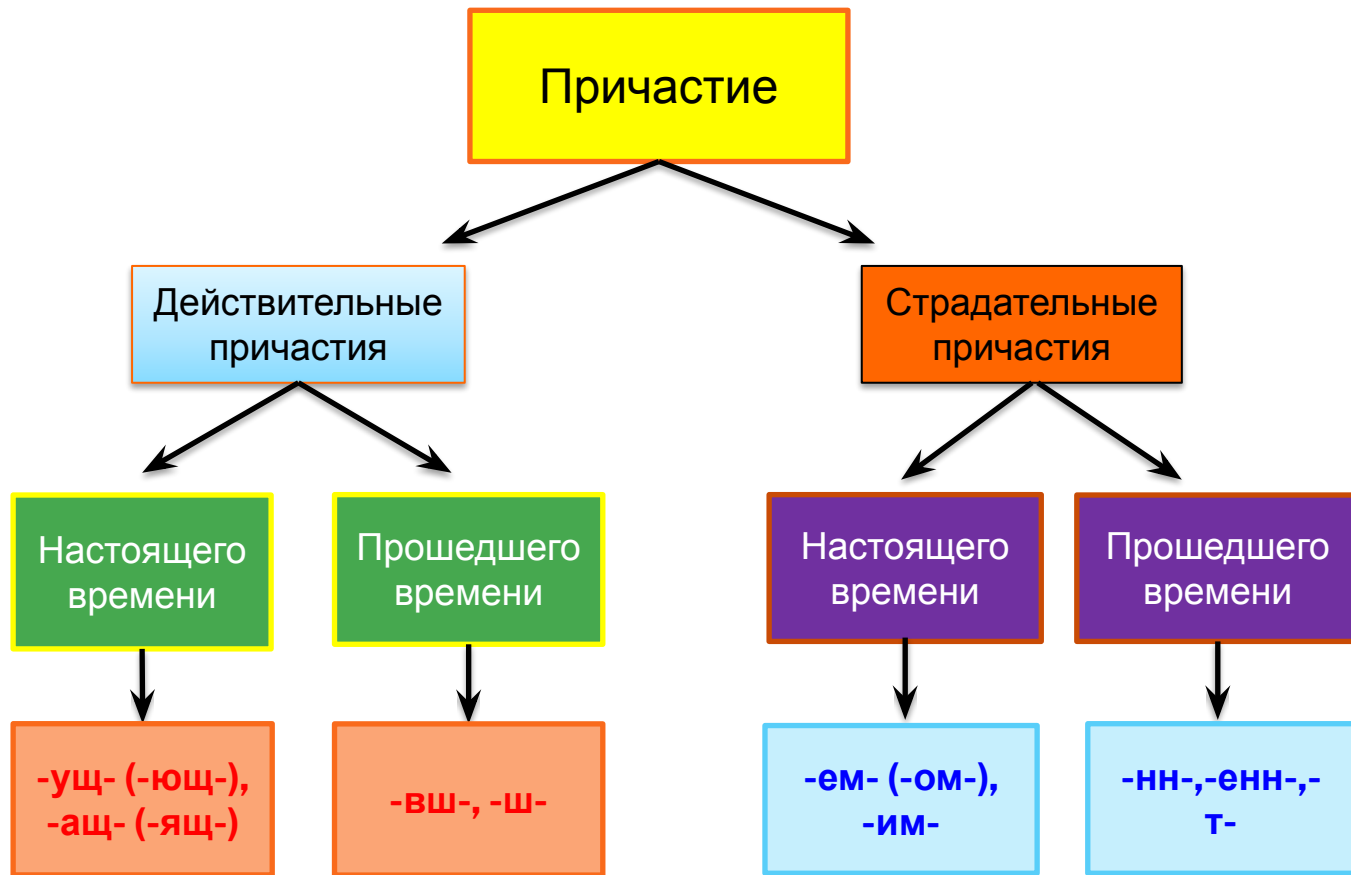 Причастие
Действительные
причастия
Страдательные
причастия
Настоящего
времени
Прошедшего
времени
Настоящего
времени
Прошедшего
времени
-ущ- (-ющ-),
-ащ- (-ящ-)
-вш-, -ш-
-ем- (-ом-),
-им-
-нн-,-енн-,-
т-